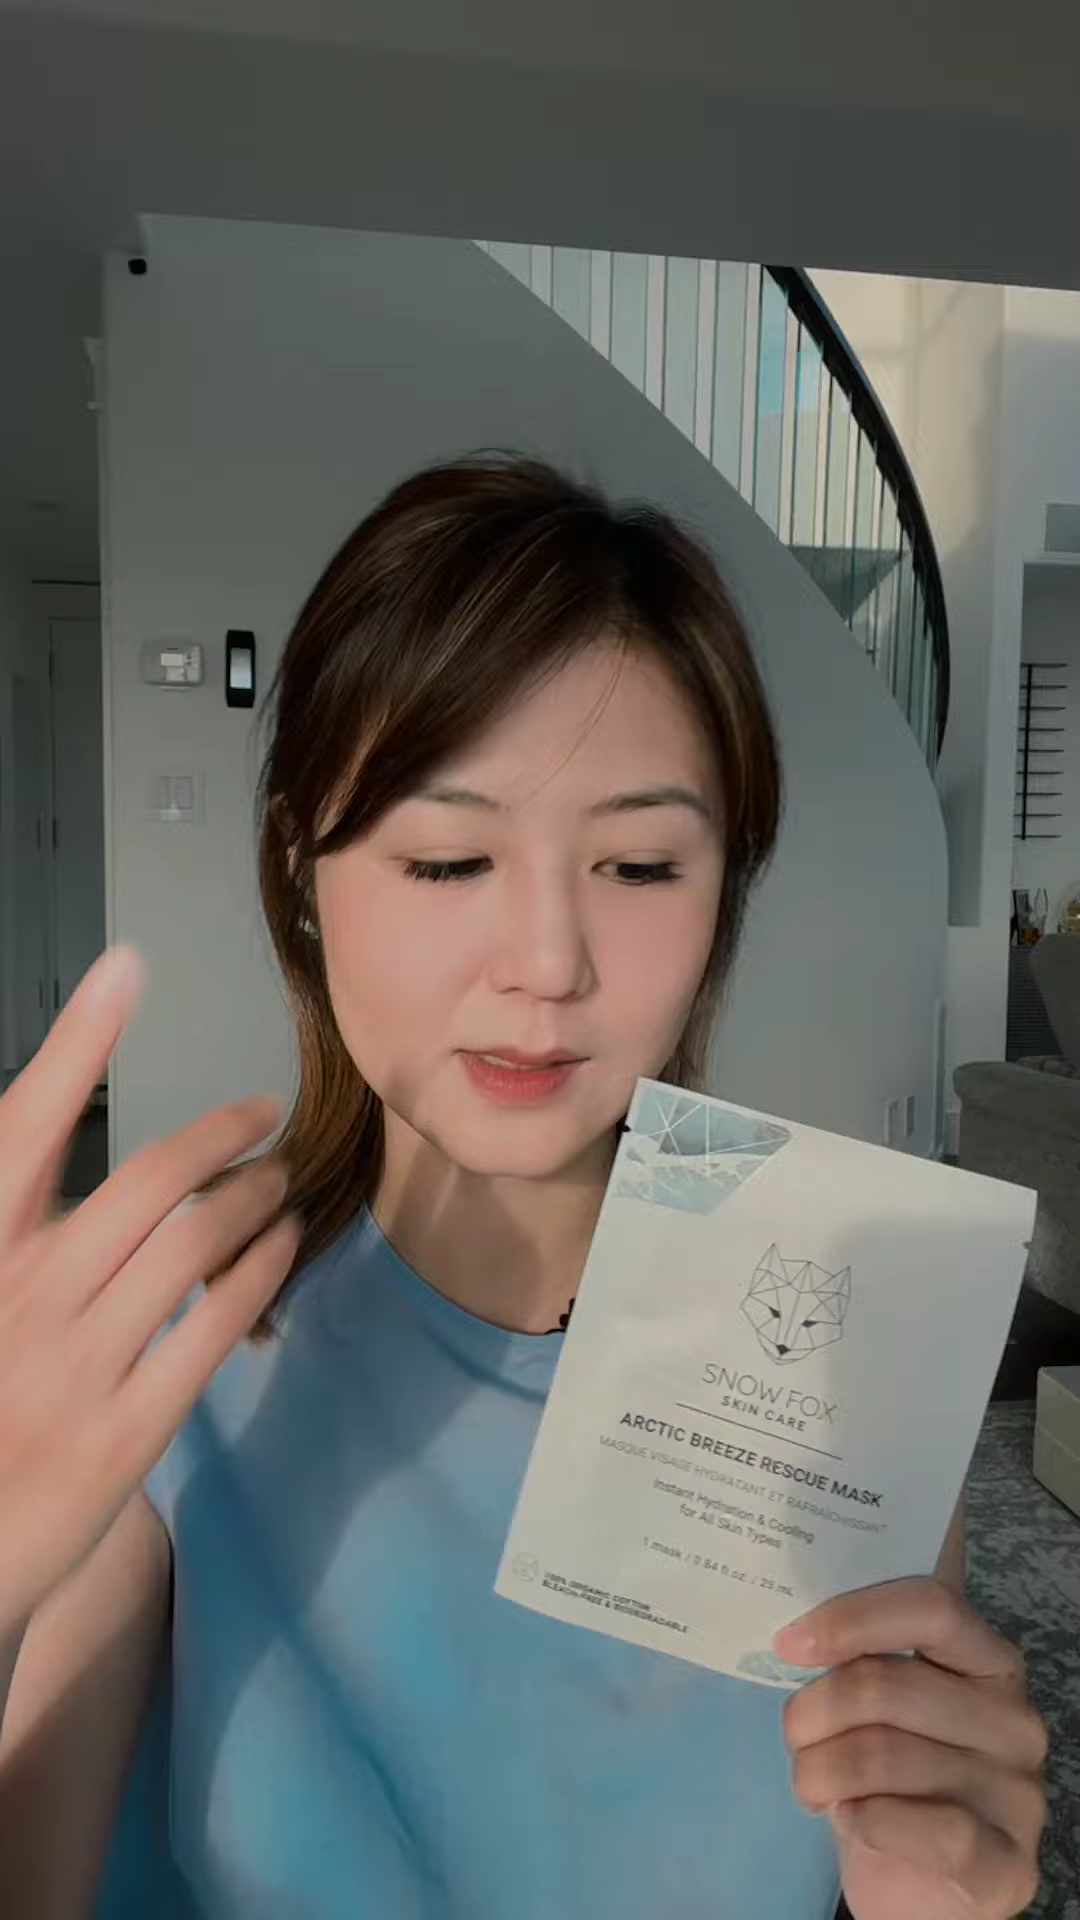 SNOW FOX
SKIN CARE
ARCTIC BREEZE RESCUE MASK
MASQUE VISAGE HYDRATANT ET RAFRAÎCHISSANT
Instant Hydration & Cooling
for All Skin Types
1 mask / 0.84 fl.oz. / 25 mL
100% ORGANIC COTTON
BLEACH-FREE & BIODEGRADABLE